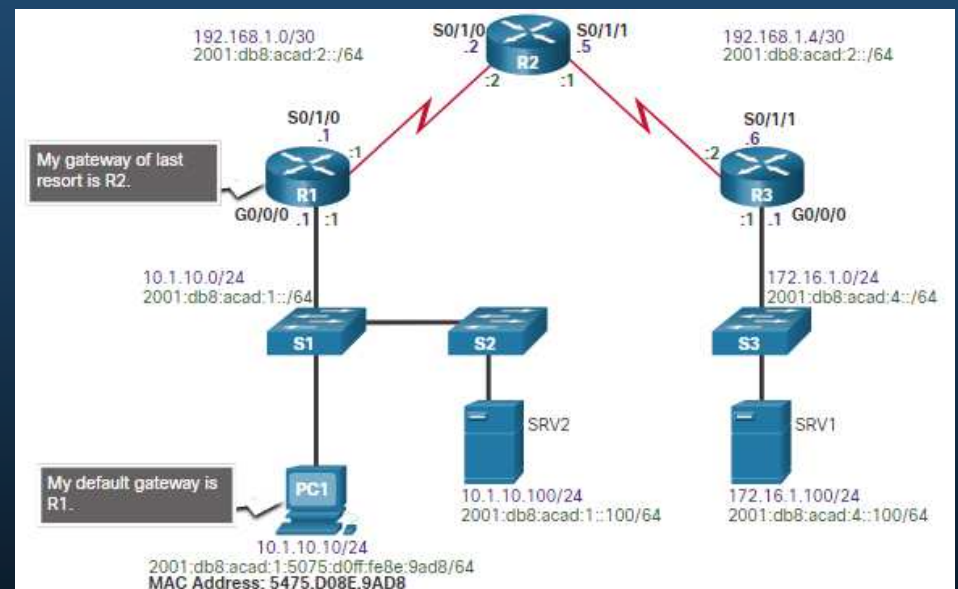 192.168.1.0/30
2001:db8:acad:2::/64
S0/1/0
.2
S0/1/1
.5
R2
:2
:1
192.168.1.4/30
2001:db8:acad:2::/64
S0/1/0
.1
:1
My gateway of last
resort is R2.
R1
G0/0/0
.1
:1
S0/1/1
.6
:2
R3
:1
.1
G0/0/0
10.1.10.0/24
2001:db8:acad:1::/64
172.16.1.0/24
2001:db8:acad:4::/64
S1
S2
S3
SRV2
SRV1
My default gateway is
R1.
PC1
10.1.10.100/24
2001:db8:acad:1::100/64
172.16.1.100/24
2001:db8:acad:4::100/64
10.1.10.10/24
2001:db8:acad:1:5075:d0ff:fe8e:9ad8/64
MAC Address: 5475.D08E.9AD8